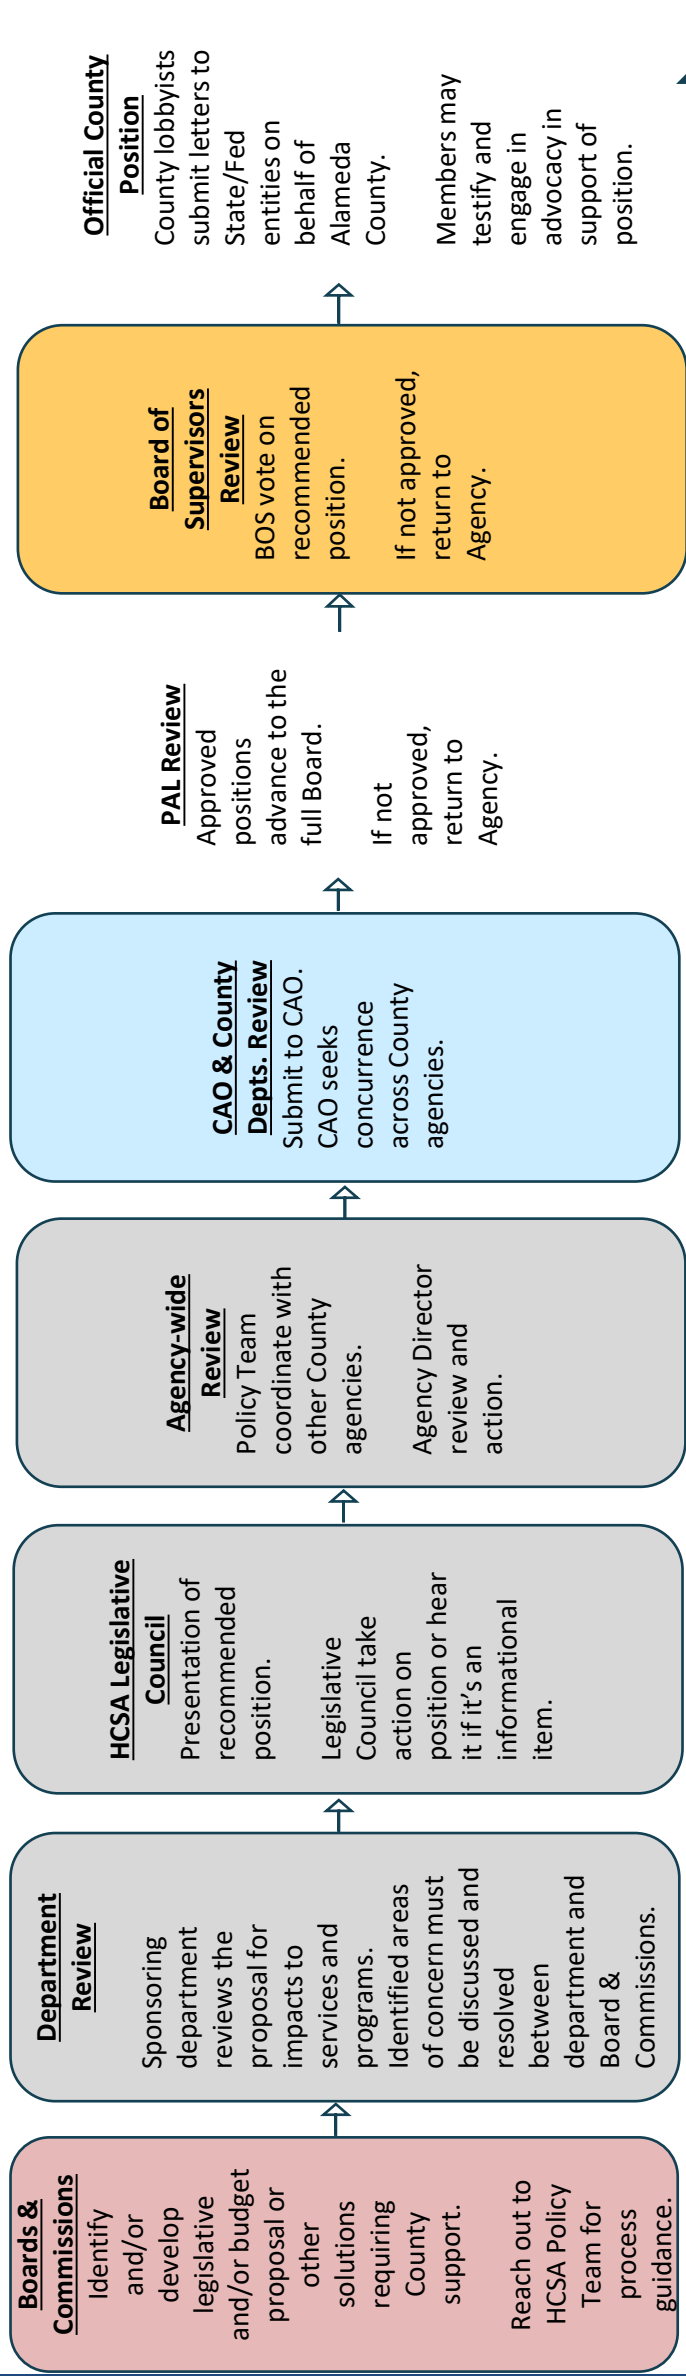 Boards &
Commissions
Identify
and/or
develop
legislative
and/or budget
proposal or
other
solutions
requiring
County
support.
Reach out to
HCSA Policy
Team for
process
guidance.
Department
Review
Sponsoring
department
reviews the
proposal for
impacts to
services and
programs.
Identified areas
of concern must
be discussed and
resolved
between
department and
Board &
Commissions.
HCSA Legislative
Council
Presentation of
recommended
position.
Legislative
Council take
action on
position or hear
it if it’s an
informational
item.
Agency-wide
Review
Policy Team
coordinate with
other County
agencies.
Agency Director
review and
action.
CAO & County
Depts. Review
Submit to CAO.
CAO seeks
concurrence
across County
agencies.
PAL Review
Approved
positions
advance to the
full Board.
If not
approved,
return to
Agency.
Board of
Supervisors
Review
BOS vote on
recommended
position.
If not approved,
return to
Agency.
Official County
Position
County lobbyists
submit letters to
State/Fed
entities on
behalf of
Alameda
County.
Members may
testify and
engage in
advocacy in
support of
position.